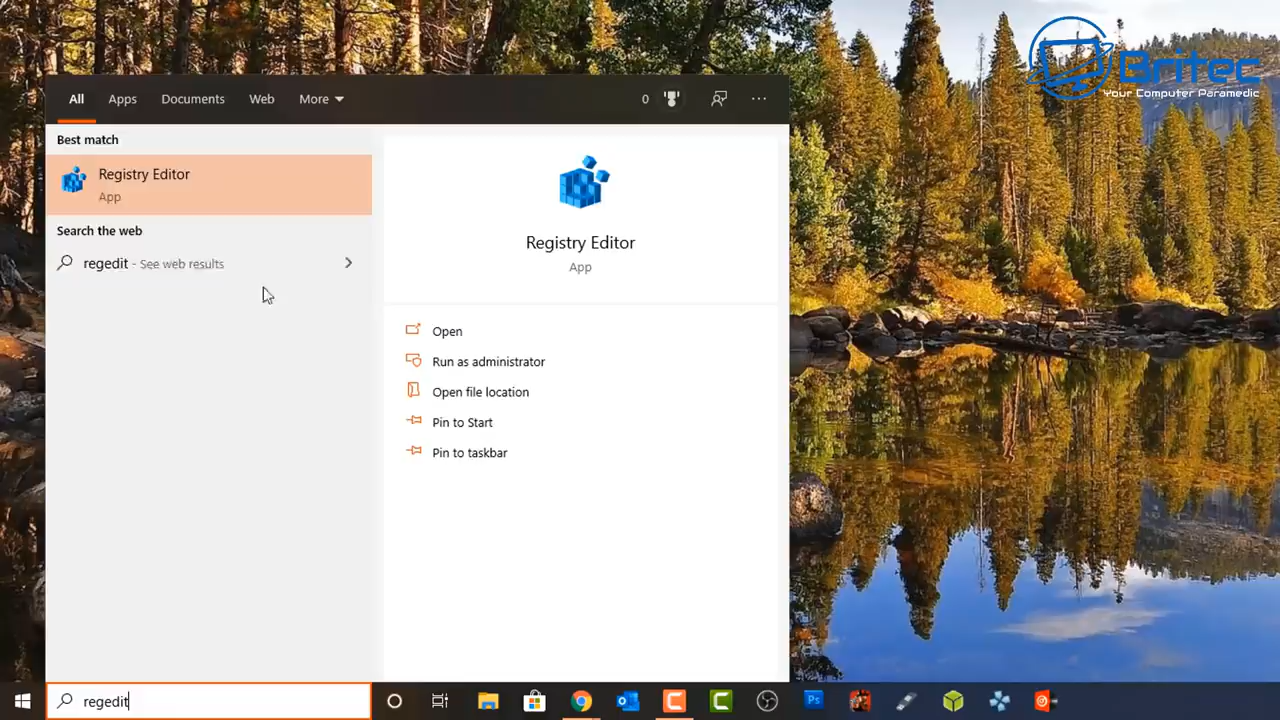 Britec
Your Computer Paramedic
All
Apps
Documents
Web
More
0
Best match
Registry Editor
App
Search the web
regedit - See web results
Registry Editor
App
Open
Run as administrator
Open file location
Pin to Start
Pin to taskbar
regedit
Ps